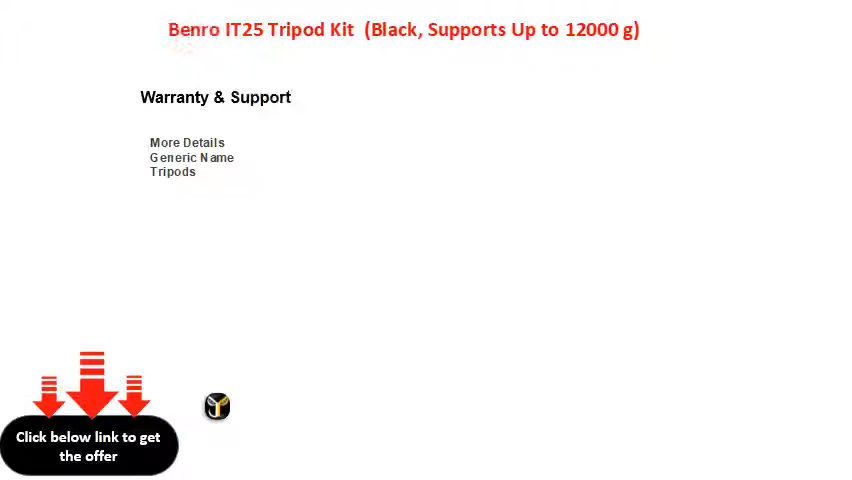 Benro IT25 Tripod Kit (Black, Supports Up to 12000 g)
Warranty & Support
More Details
Generic Name
Tripods
Click below link to get
the offer